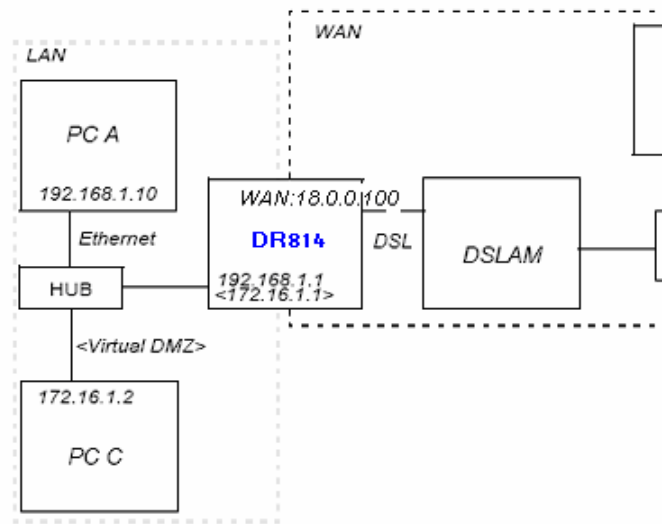 WAN
LAN
PC A
192.168.1.10
WAN:18.0.0.100
Ethernet
DR814
DSL
DSLAM
HUB
192.168.1.1
<172.16.1.1>
<Virtual DMZ>
172.16.1.2
PC C